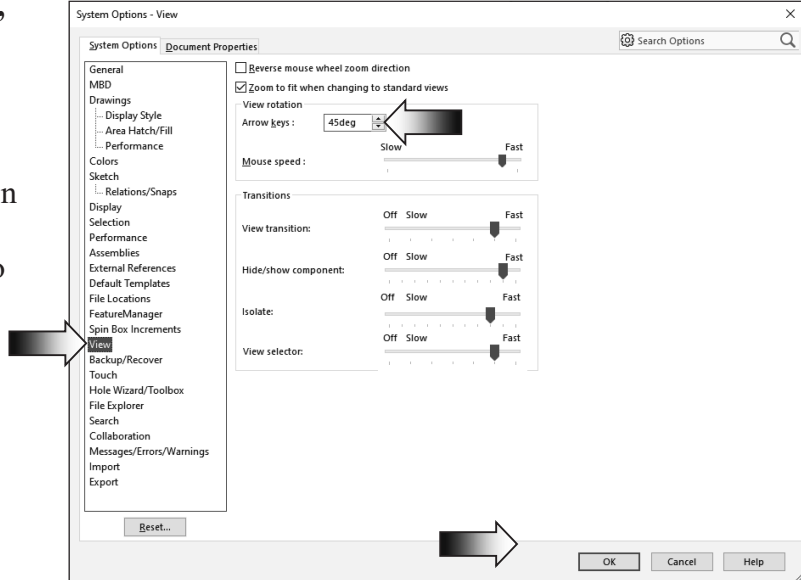 ,
System Options - View
System Options Document Properties
Search Options
General
MBD
Drawings
Display Style
Area Hatch/Fill
Performance
Colors
Sketch
Relations/Snaps
Display
Selection
Performance
Assemblies
External References
Default Templates
File Locations
FeatureManager
Spin Box Increments
View
Backup/Recover
Touch
Hole Wizard/Toolbox
File Explorer
Search
Collaboration
Messages/Errors/Warnings
Import
Export
Reset...
n
Reverse mouse wheel zoom direction
Zoom to fit when changing to standard views
View rotation
Arrow keys : 45deg
Slow Fast
Mouse speed :
Transitions
Off Slow Fast
View transition:
Off Slow Fast
Hide/show component:
Off Slow Fast
Isolate:
Off Slow Fast
View selector:
OK Cancel Help